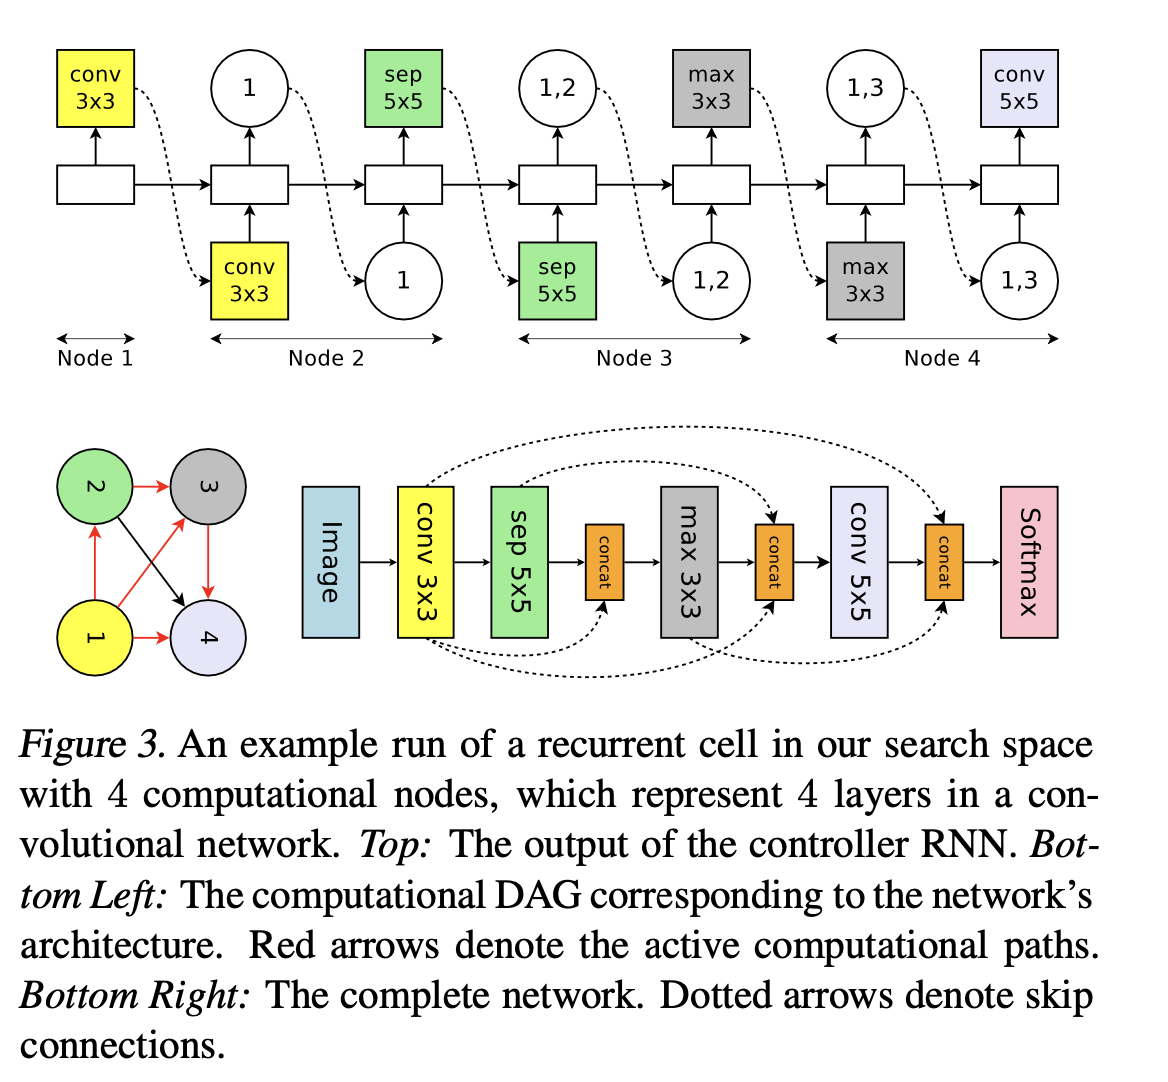 conv
3x3
1
sep
5x5
1,2
max
3x3
1,3
conv
5x5
conv
3x3
1
sep
5x5
1,2
max
3x3
1,3
Node 1
Node 2
Node 3
Node 4
2
3
1
4
Image
conv 3x3
sep 5x5
concat
max 3x3
concat
conv 5x5
concat
Softmax
Figure 3. An example run of a recurrent cell in our search space
with 4 computational nodes, which represent 4 layers in a con-
volutional network. Top: The output of the controller RNN. Bot-
tom Left: The computational DAG corresponding to the network’s
architecture. Red arrows denote the active computational paths.
Bottom Right: The complete network. Dotted arrows denote skip
connections.